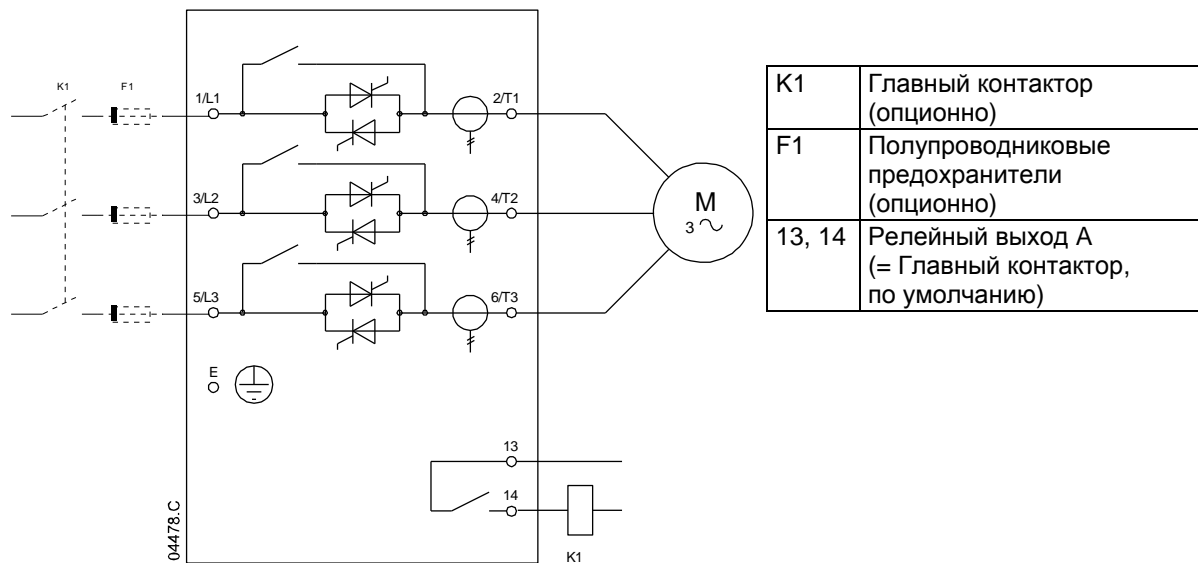 K1
F1
1/L1
2/T1
3/L2
4/T2
5/L3
6/T3
M
3
E
13
14
K1
04478.C
K1 Главный контактор
(опционно)
F1 Полупроводниковые
предохранители
(опционно)
13, 14 Релейный выход A
(= Главный контактор,
по умолчанию)